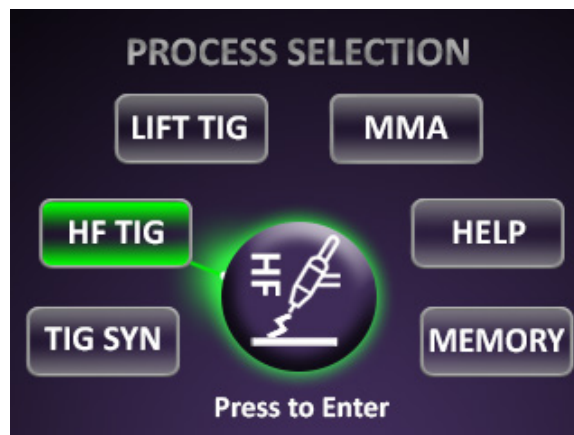 PROCESS SELECTION
LIFT TIG
MMA
HF TIG
HELP
HF
TIG SYN
MEMORY
Press to Enter